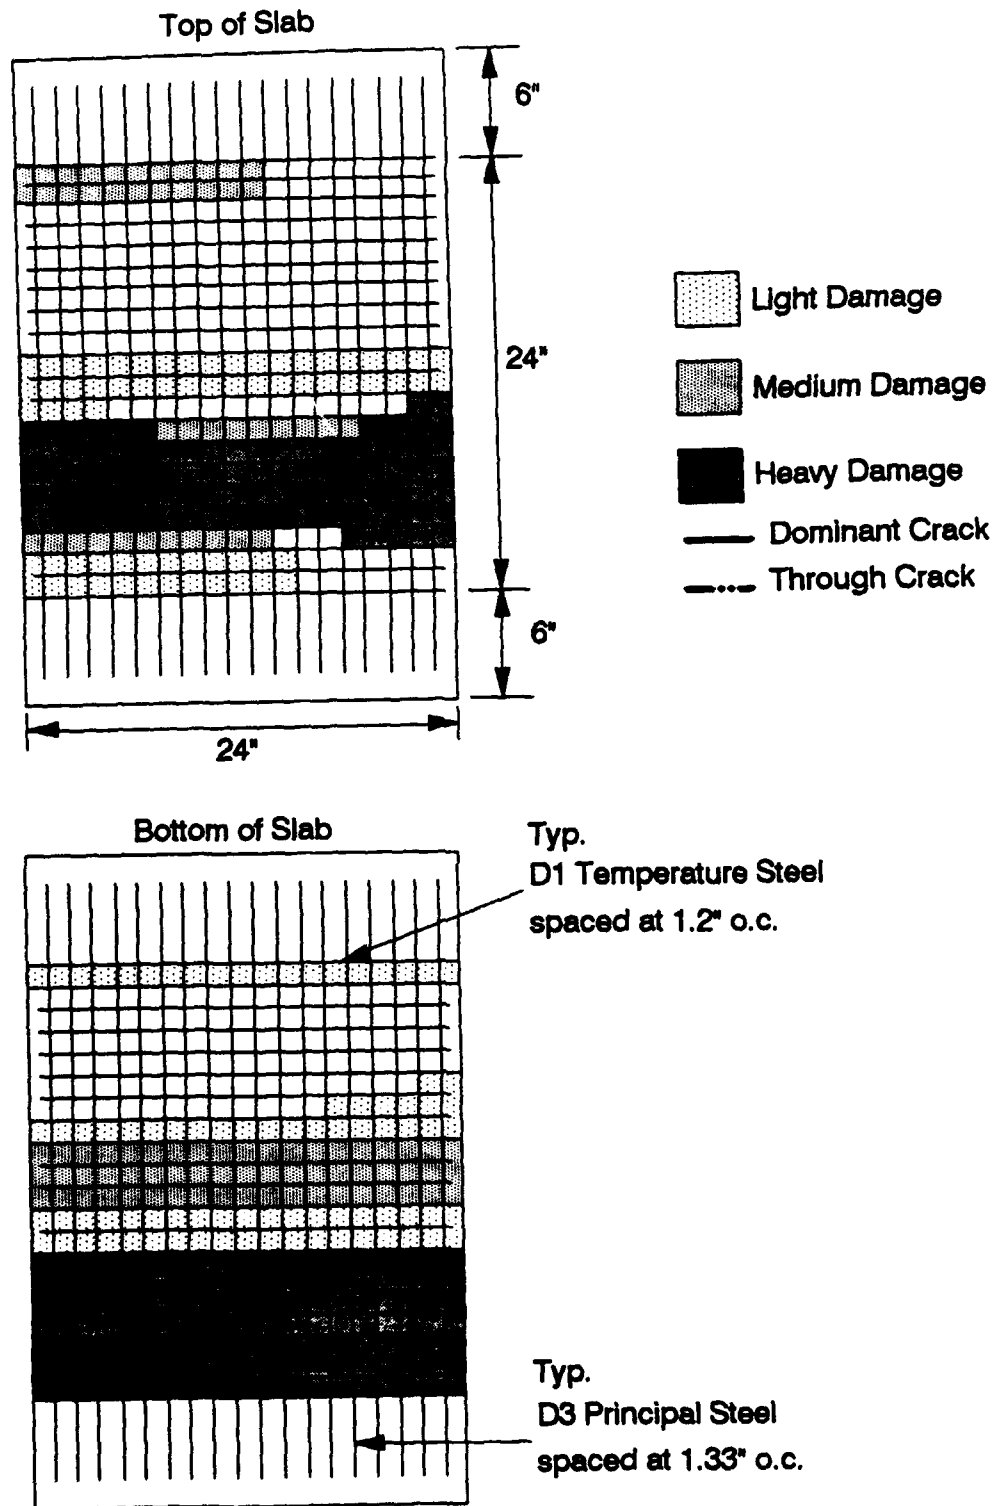 Top of Slab
6"
24"
6"
24"
Light Damage
Medium Damage
Heavy Damage
Dominant Crack
Through Crack
Bottom of Slab
Typ.
D1 Temperature Steel
spaced at 1.2" o.c.
Typ.
D3 Principal Steel
spaced at 1.33" o.c.